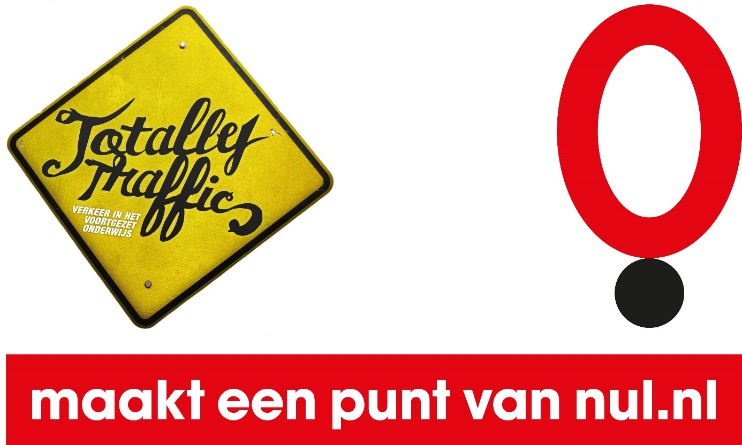 Totally
Traffic
VERKEER IN HET
VOORTGEZET
ONDERWIJS
maakt een punt van nul.nl